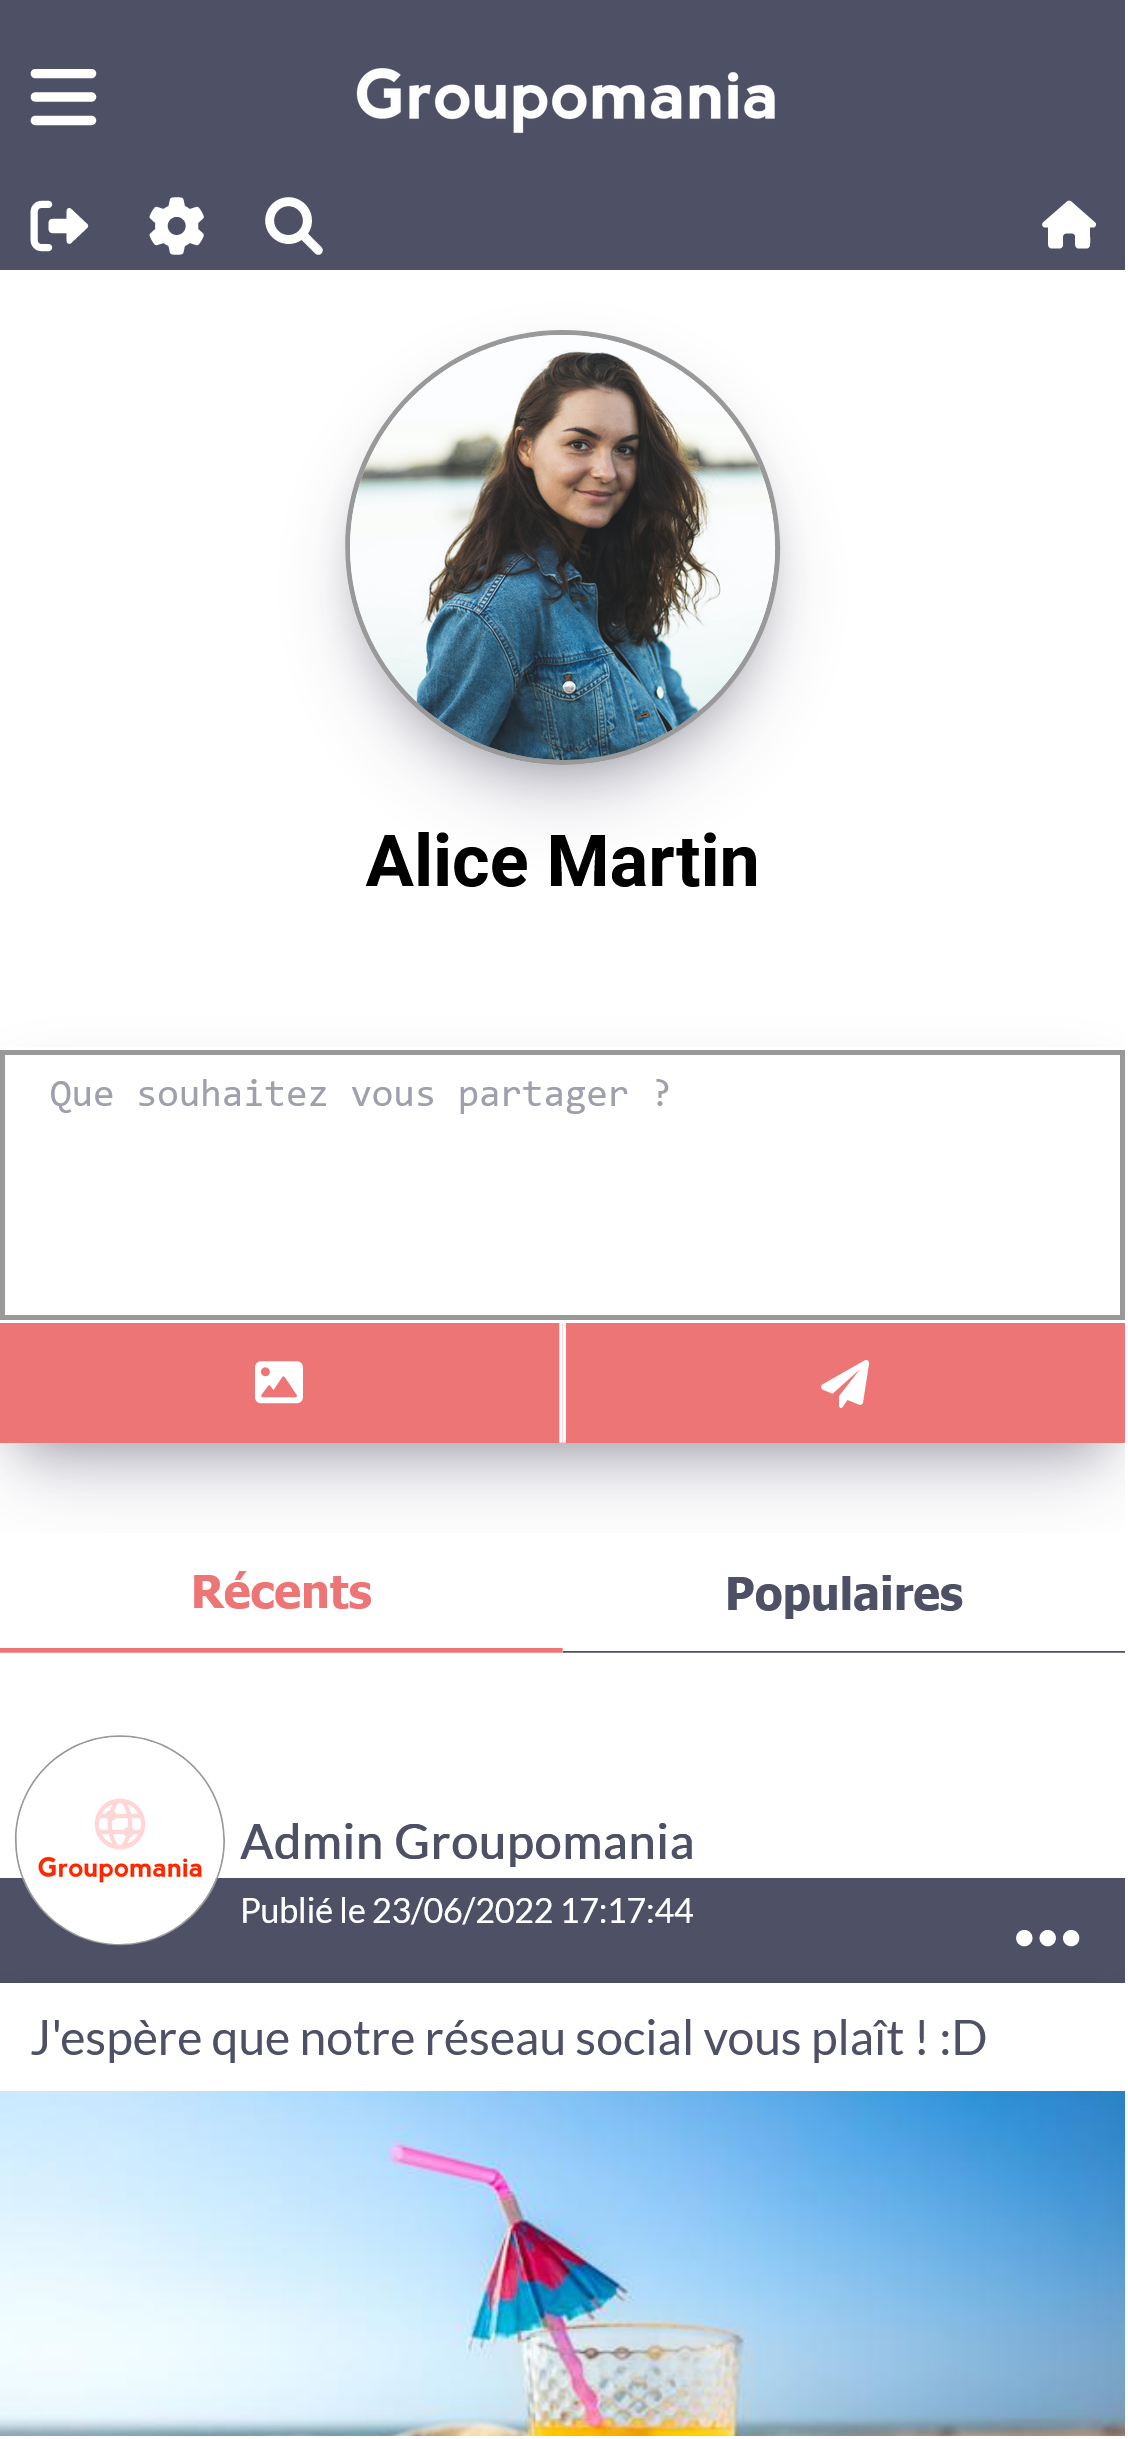 Groupomania
Alice Martin
Que souhaitez vous partager ?
Récents
Populaires
Groupomania
Admin Groupomania
Publié le 23/06/2022 17:17:44
J'espère que notre réseau social vous plaît ! :D